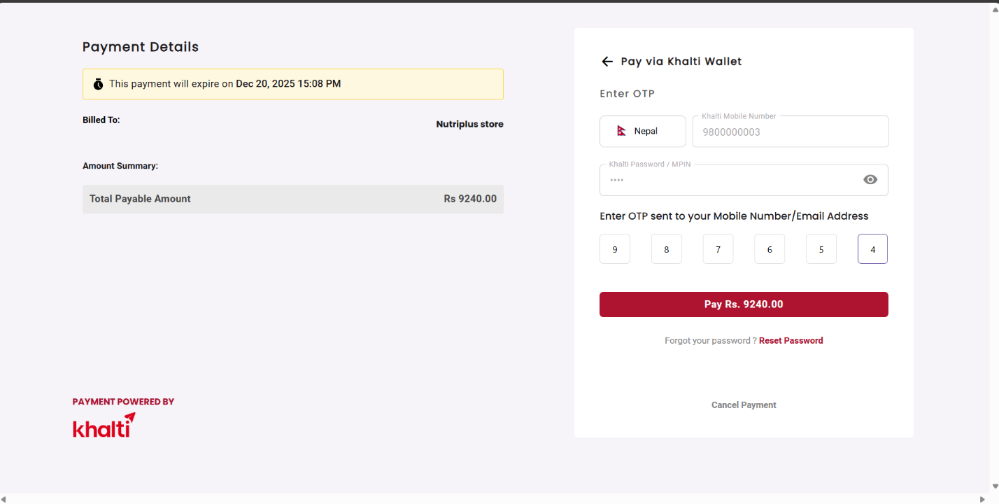 Payment Details
This payment will expire on Dec 20, 2025 15:08 PM
Billed To:
Nutriplus store
Amount Summary:
Total Payable Amount Rs 9240.00
PAYMENT POWERED BY
khalti
Pay via Khalti Wallet
Enter OTP
Nepal
Khalti Mobile Number
9800000003
Khalti Password / MPIN
••••
Enter OTP sent to your Mobile Number/Email Address
9 8 7 6 5 4
Pay Rs. 9240.00
Forgot your password ? Reset Password
Cancel Payment